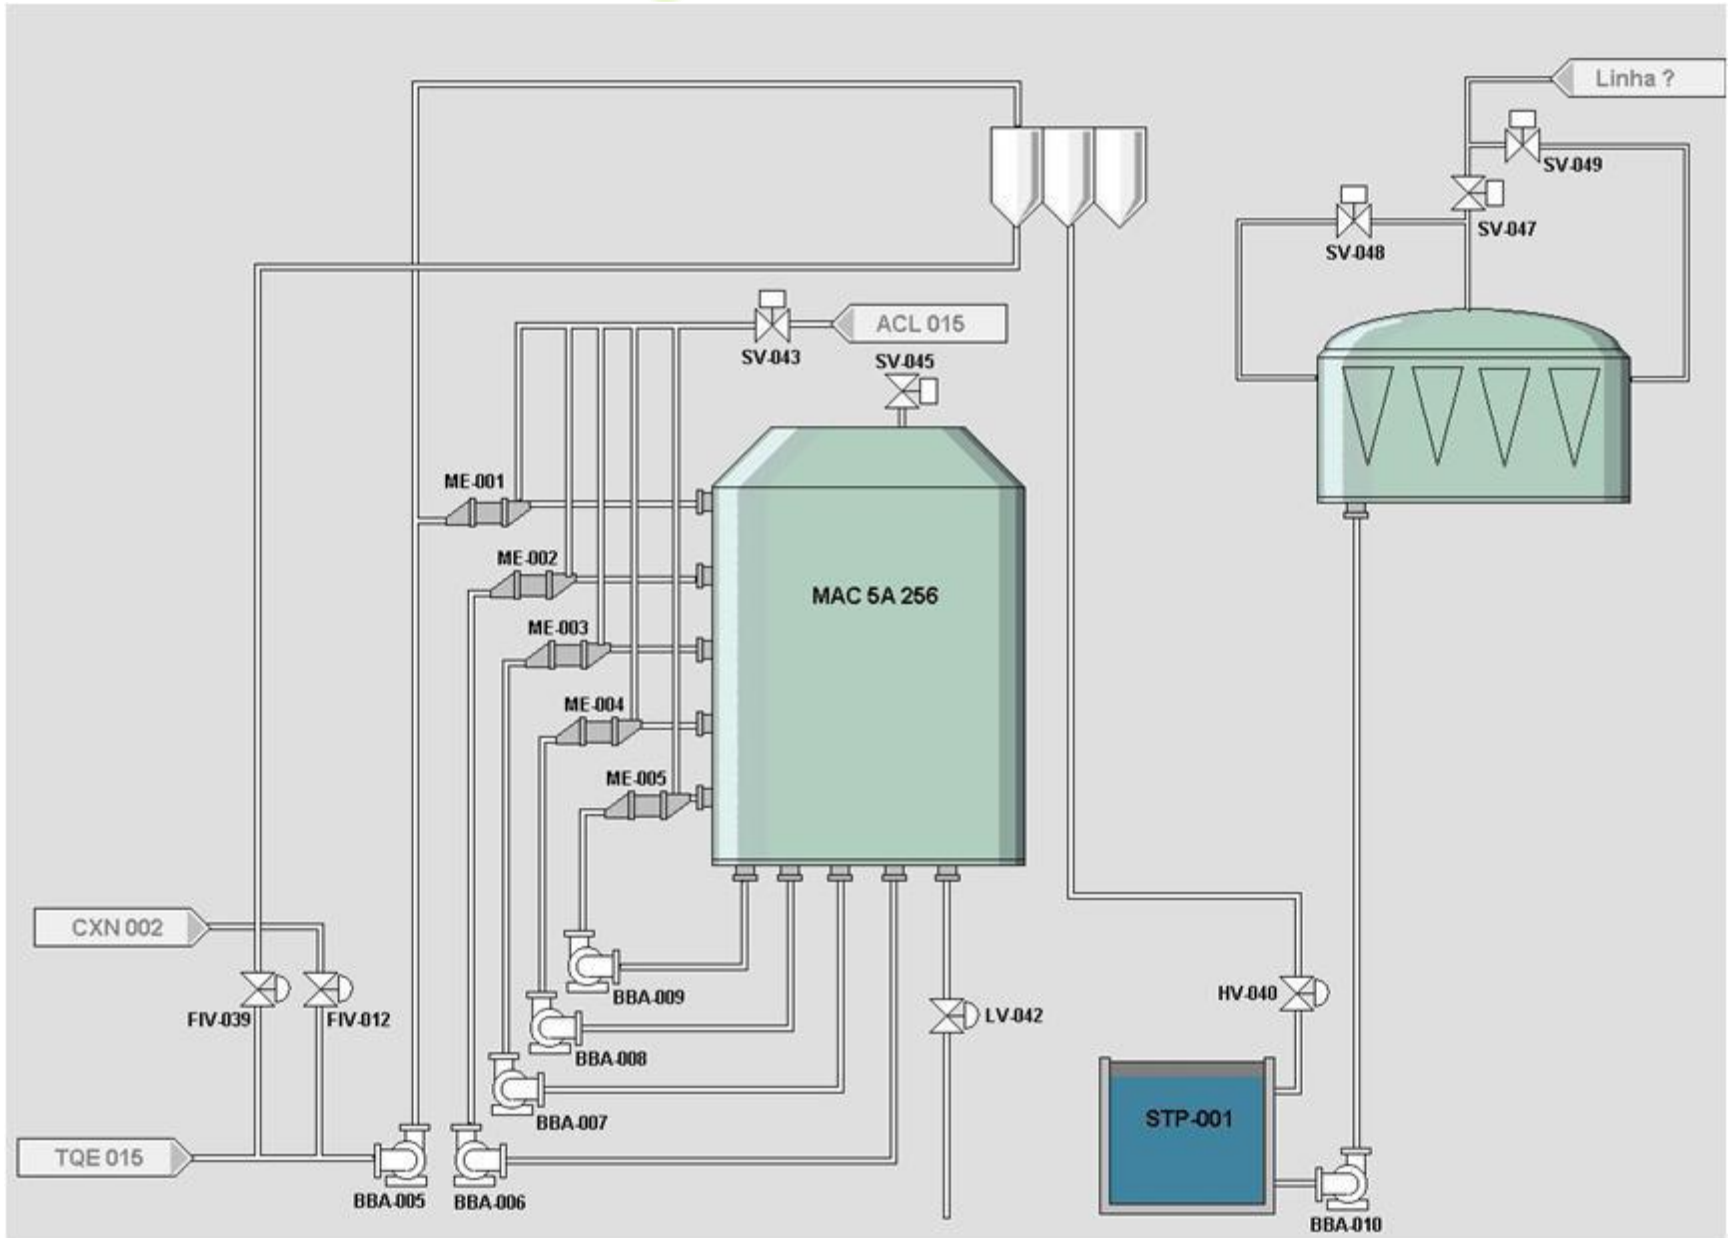 Linha ?
SV-049
SV-047
SV-048
ACL 015
SV-043
SV-045
ME-001
ME-002
MAC 5A 256
ME-003
ME-004
ME-005
CXN 002
BBA-009
HV-040
FIV-039
FIV-012
LV-042
BBA-008
STP-001
BBA-007
TQE 015
BBA-005
BBA-006
BBA-010